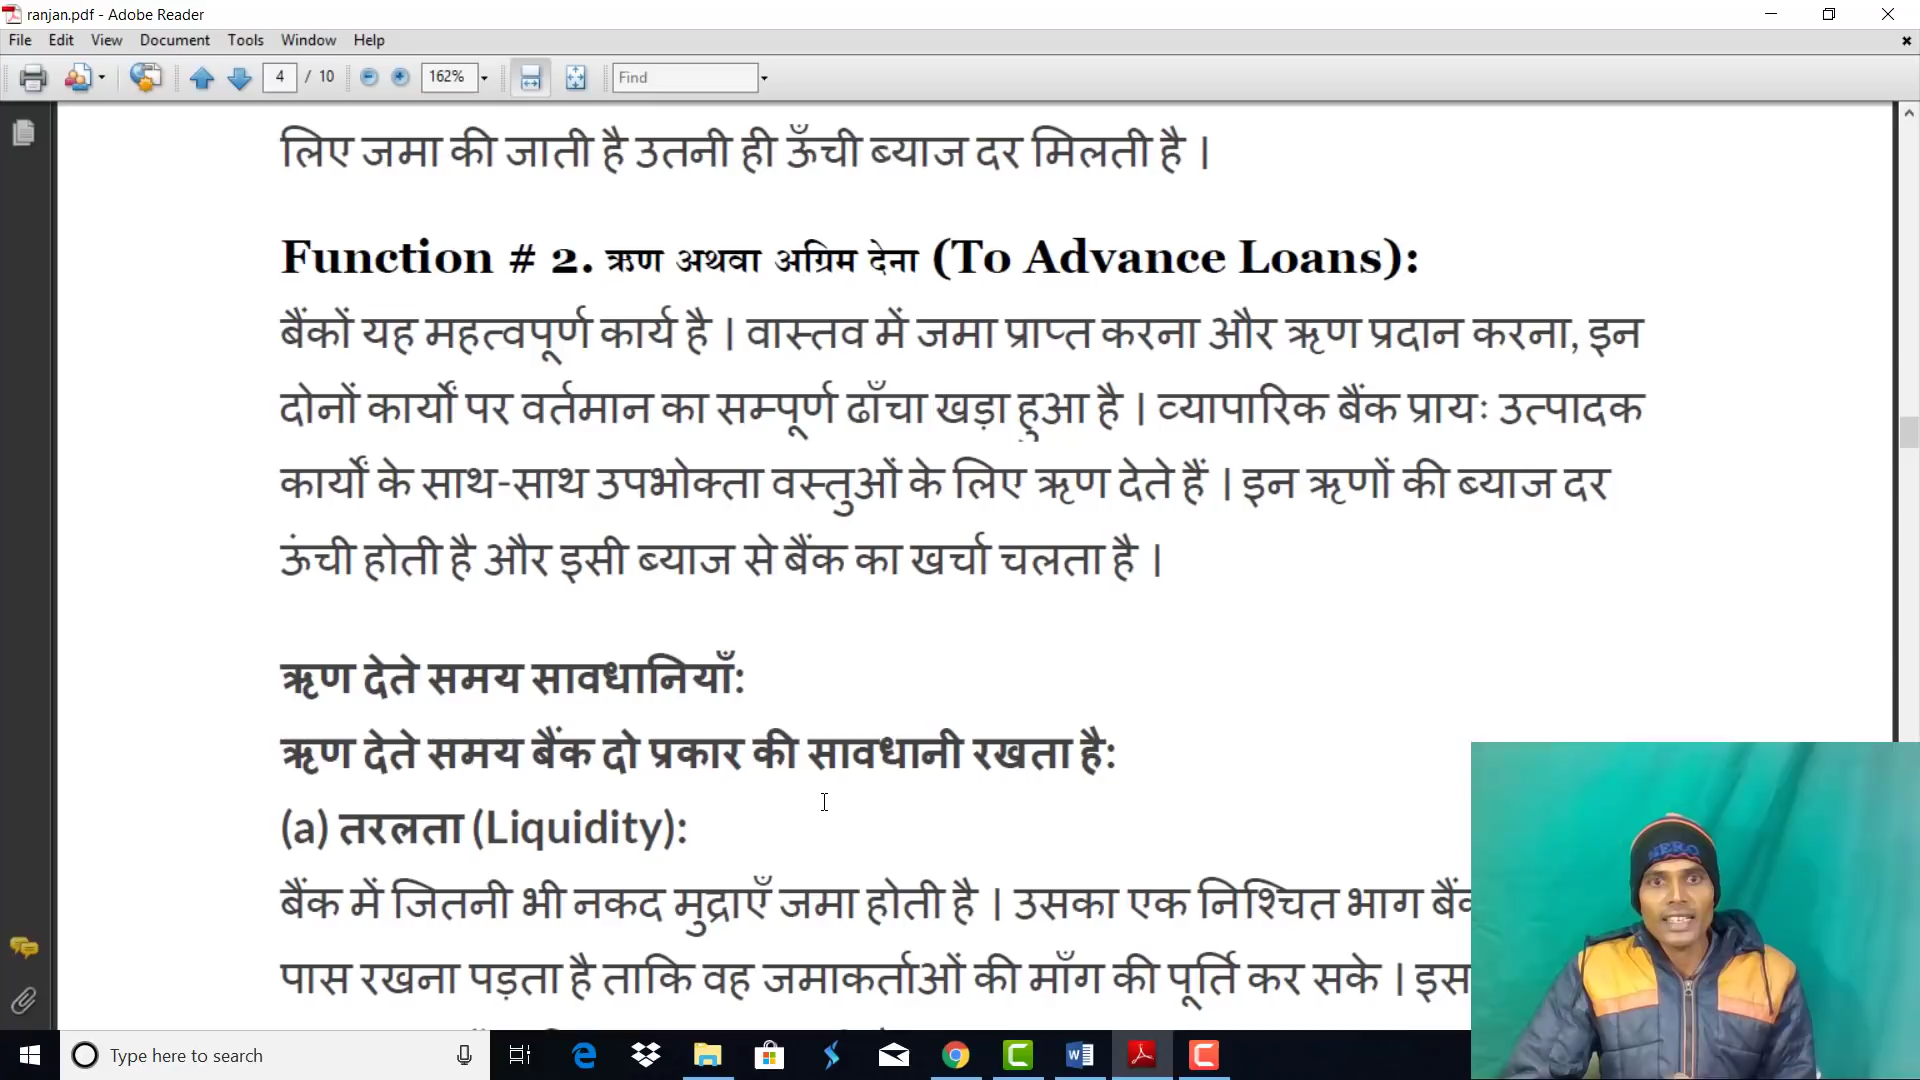 ranjan.pdf - Adobe Reader
File Edit View Document Tools Window Help
4 / 10 162% Find
लिए जमा की जाती है उतनी ही ऊँची ब्याज दर मिलती है ।
Function # 2. ऋण अथवा अग्रिम देना (To Advance Loans):
बैंकों यह महत्वपूर्ण कार्य है । वास्तव में जमा प्राप्त करना और ऋण प्रदान करना, इन
दोनों कार्यों पर वर्तमान का सम्पूर्ण ढाँचा खड़ा हुआ है । व्यापारिक बैंक प्रायः उत्पादक
कार्यों के साथ-साथ उपभोक्ता वस्तुओं के लिए ऋण देते हैं । इन ऋणों की ब्याज दर
ऊंची होती है और इसी ब्याज से बैंक का खर्चा चलता है ।
ऋण देते समय सावधानियाँ:
ऋण देते समय बैंक दो प्रकार की सावधानी रखता है:
(a) तरलता (Liquidity):
बैंक में जितनी भी नकद मुद्राएँ जमा होती है । उसका एक निश्चित भाग
पास रखना पड़ता है ताकि वह जमाकर्ताओं की माँग की पूर्ति कर सके । इस
HERO
Type here to search